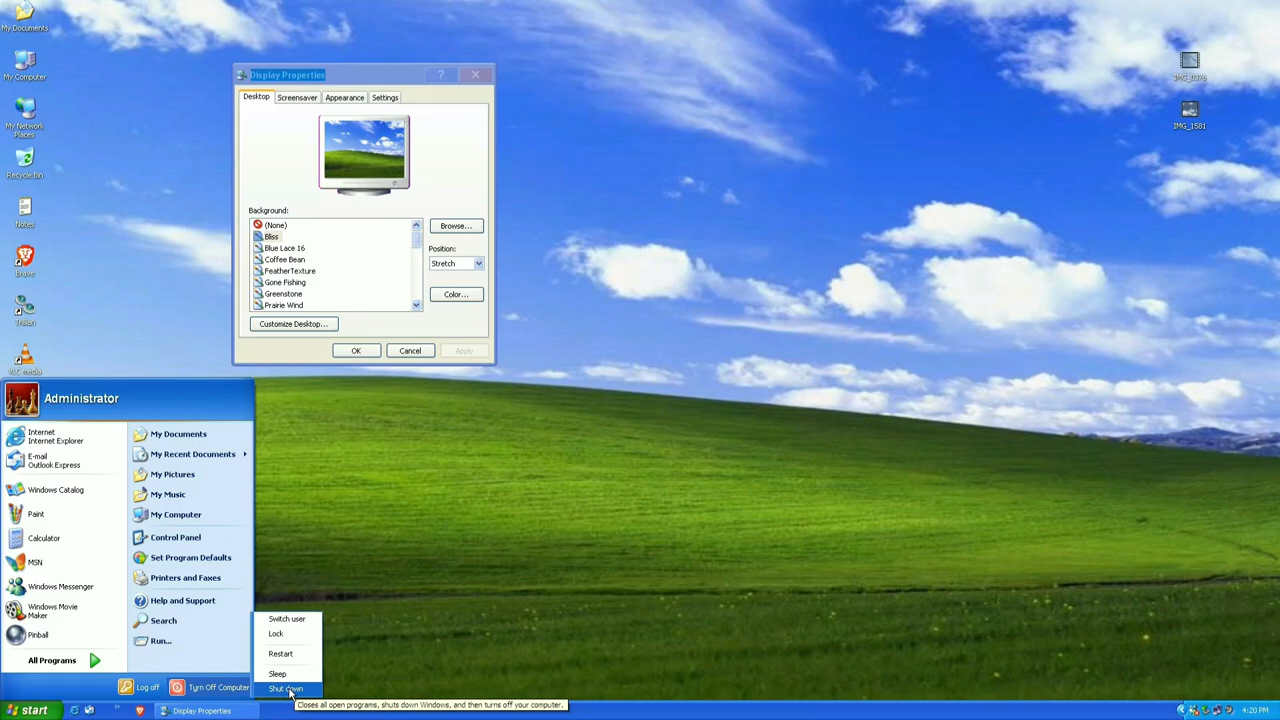 My Documents
My Computer
My Network
Places
Recycle Bin
Notes
Brave
Trillian
VLC media
IMG_0376
IMG_1581
Display Properties
?
Desktop
Screensaver
Appearance
Settings
Background:
(None)
Bliss
Blue Lace 16
Coffee Bean
FeatherTexture
Gone Fishing
Greenstone
Prairie Wind
Browse...
Position:
Stretch
Color...
Customize Desktop...
OK
Cancel
Apply
Administrator
Internet
Internet Explorer
E-mail
Outlook Express
Windows Catalog
Paint
Calculator
MSN
Windows Messenger
Windows Movie
Maker
Pinball
All Programs
My Documents
My Recent Documents
My Pictures
My Music
My Computer
Control Panel
Set Program Defaults
Printers and Faxes
Help and Support
Search
Run...
Switch user
Lock
Restart
Sleep
Shut down
Log off
Turn Off Computer
Closes all open programs, shuts down Windows, and then turns off your computer.
start
Display Properties
4:20 PM